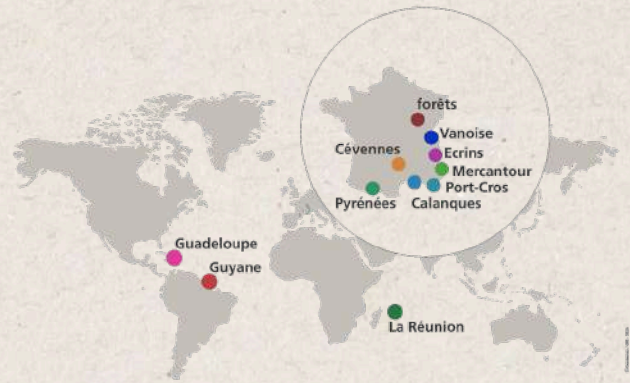 forêts
Vanoise
Cévennes
Ecrins
Mercantour
Port-Cros
Pyrénées
Calanques
Guadeloupe
Guyane
La Réunion